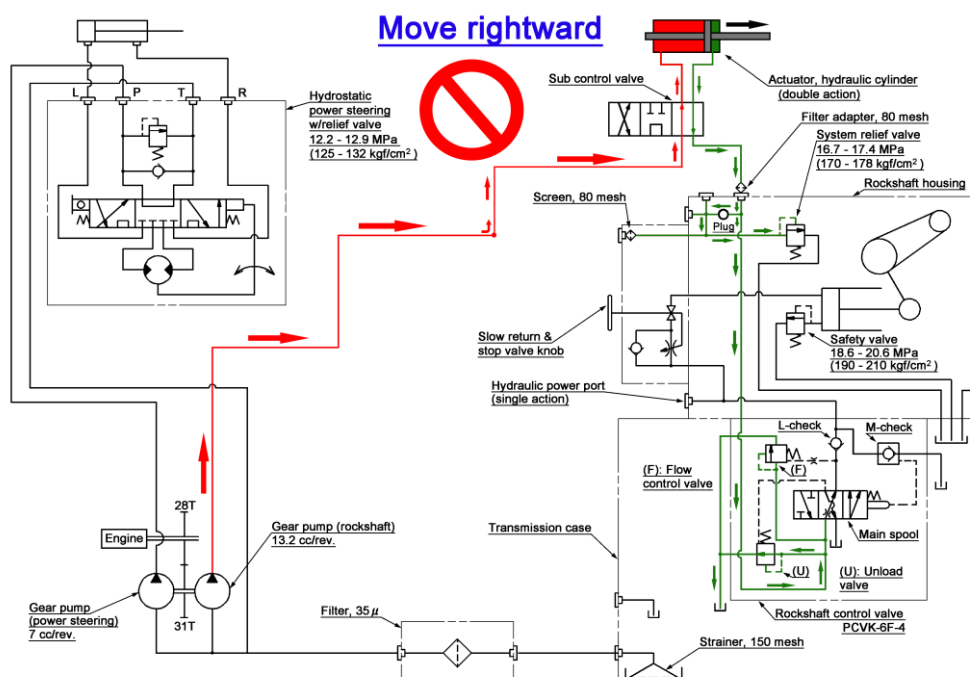 Move rightward
Sub control valve
Actuator, hydraulic cylinder
(double action)
L
P
T
R
Hydrostatic
power steering
w/relief valve
12.2 - 12.9 MPa
(125 - 132 kgf/cm²)
Filter adapter, 80 mesh
System relief valve
16.7 - 17.4 MPa
(170 - 178 kgf/cm²)
Rockshaft housing
Screen, 80 mesh
Plug
Slow return &
stop valve knob
Safety valve
18.6 - 20.6 MPa
(190 - 210 kgf/cm²)
Hydraulic power port
(single action)
L-check
M-check
(F): Flow
control valve
(F)
Main spool
Transmission case
(U)
(U): Unload
valve
Rockshaft control valve
PCVK-6F-4
28T
Engine
Gear pump (rockshaft)
13.2 cc/rev.
31T
Gear pump
(power steering)
7 cc/rev.
Filter, 35μ
Strainer, 150 mesh